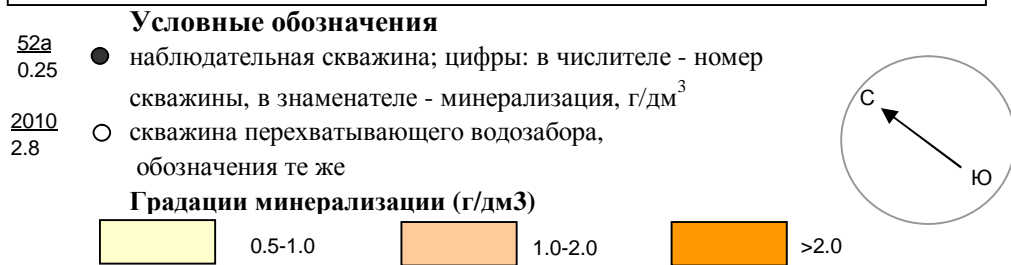 Условные обозначения
52а
0.25
наблюдательная скважина; цифры: в числителе - номер
скважины, в знаменателе - минерализация, г/дм3
2010
2.8
скважина перехватывающего водозабора,
обозначения те же
С
Ю
Градации минерализации (г/дм3)
0.5-1.0
1.0-2.0
>2.0